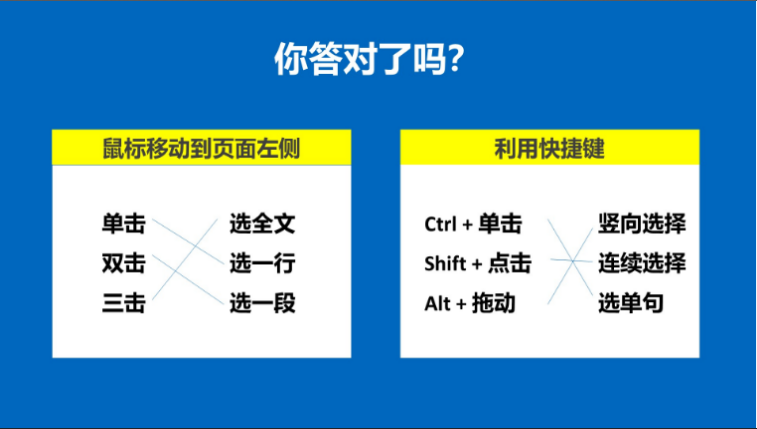 你答对了吗？
鼠标移动到页面左侧
单击 选全文
双击 选一行
三击 选一段
利用快捷键
Ctrl + 单击 竖向选择
Shift + 点击 连续选择
Alt + 拖动 选单句